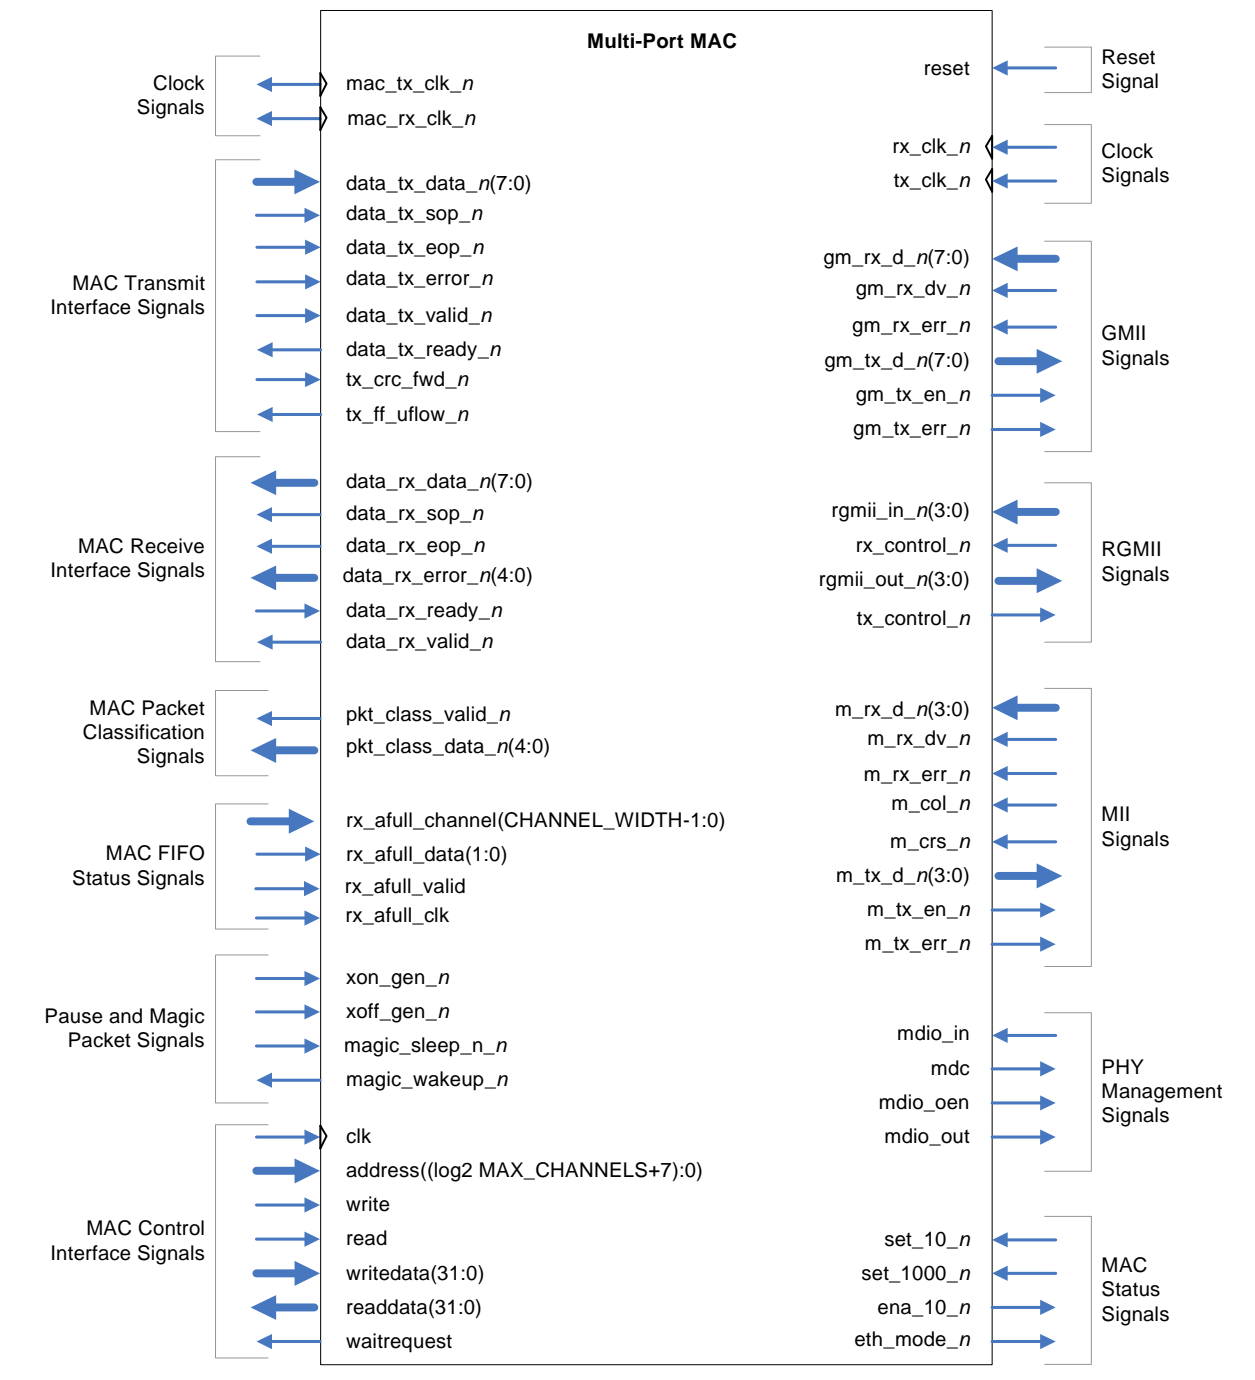 Multi-Port MAC
Clock
Signals
mac_tx_clk_n
mac_rx_clk_n
MAC Transmit
Interface Signals
data_tx_data_n(7:0)
data_tx_sop_n
data_tx_eop_n
data_tx_error_n
data_tx_valid_n
data_tx_ready_n
tx_crc_fwd_n
tx_ff_uflow_n
MAC Receive
Interface Signals
data_rx_data_n(7:0)
data_rx_sop_n
data_rx_eop_n
data_rx_error_n(4:0)
data_rx_ready_n
data_rx_valid_n
MAC Packet
Classification
Signals
pkt_class_valid_n
pkt_class_data_n(4:0)
MAC FIFO
Status Signals
rx_afull_channel(CHANNEL_WIDTH-1:0)
rx_afull_data(1:0)
rx_afull_valid
rx_afull_clk
Pause and Magic
Packet Signals
xon_gen_n
xoff_gen_n
magic_sleep_n_n
magic_wakeup_n
MAC Control
Interface Signals
clk
address((log2 MAX_CHANNELS+7):0)
write
read
writedata(31:0)
readdata(31:0)
waitrequest
reset
Reset
Signal
rx_clk_n
tx_clk_n
Clock
Signals
gm_rx_d_n(7:0)
gm_rx_dv_n
gm_rx_err_n
gm_tx_d_n(7:0)
gm_tx_en_n
gm_tx_err_n
GMII
Signals
rgmii_in_n(3:0)
rx_control_n
rgmii_out_n(3:0)
tx_control_n
RGMII
Signals
m_rx_d_n(3:0)
m_rx_dv_n
m_rx_err_n
m_col_n
m_crs_n
m_tx_d_n(3:0)
m_tx_en_n
m_tx_err_n
MII
Signals
mdio_in
mdc
mdio_oen
mdio_out
PHY
Management
Signals
set_10_n
set_1000_n
ena_10_n
eth_mode_n
MAC
Status
Signals